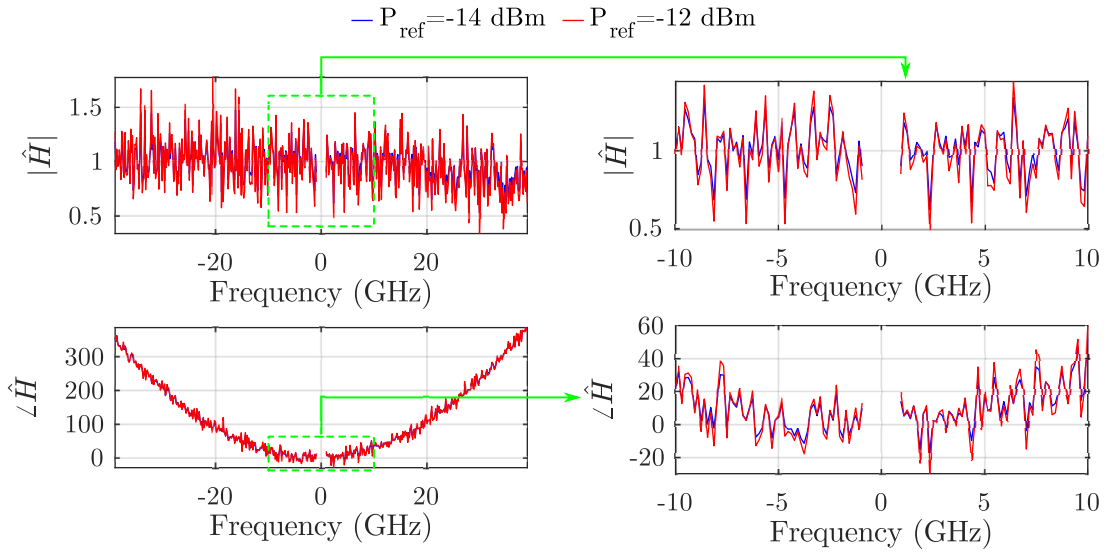 P_ref=-14 dBm P_ref=-12 dBm
|Ĥ|
1.5
1
0.5
-20 0 20
Frequency (GHz)
|Ĥ|
1
0.5
-10 -5 0 5 10
Frequency (GHz)
∠Ĥ
300
200
100
0
-20 0 20
Frequency (GHz)
∠Ĥ
60
40
20
0
-20
-10 -5 0 5 10
Frequency (GHz)